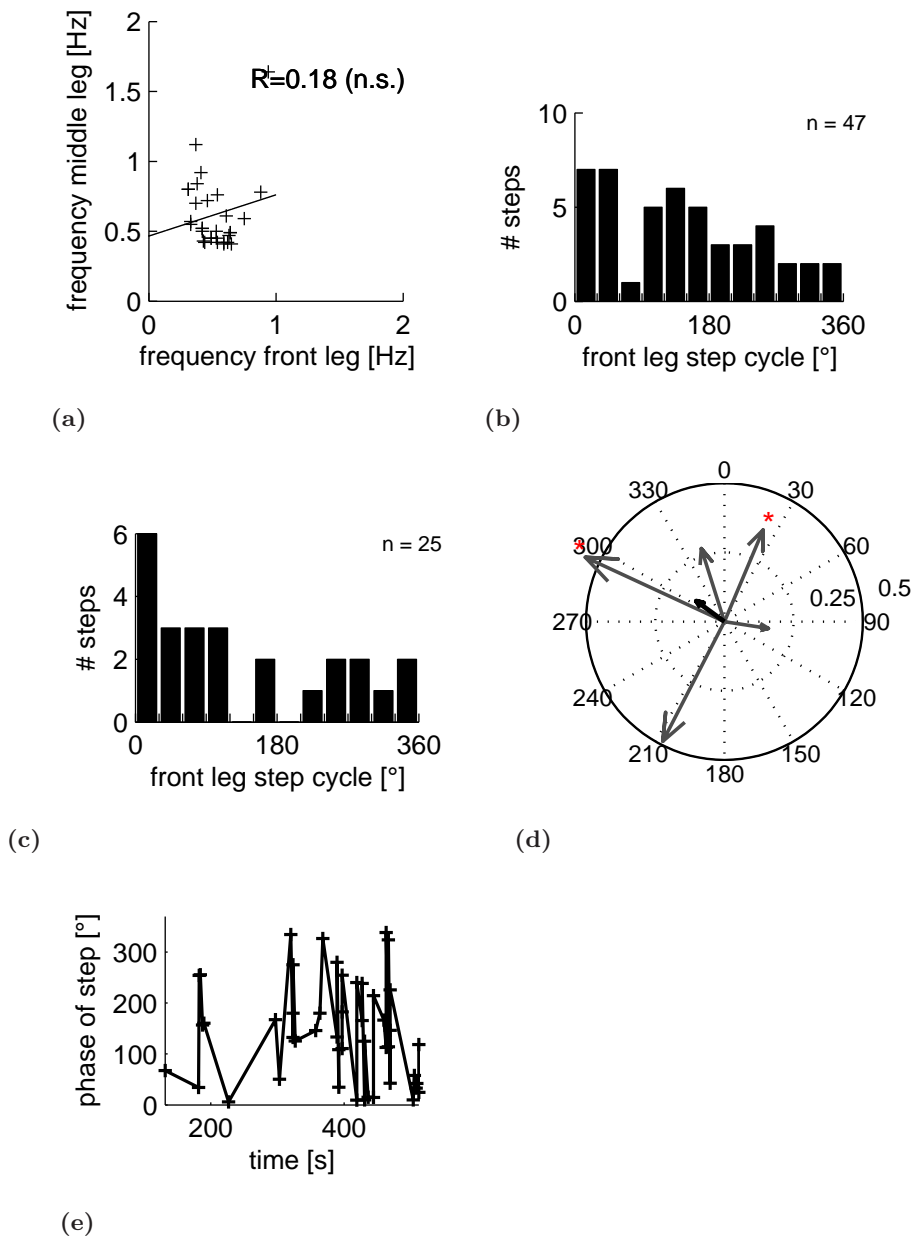 frequency middle leg [Hz]
2
1.5
1
0.5
0
R=0.18 (n.s.)
0 1 2
frequency front leg [Hz]
(a)
# steps
10
5
0
n = 47
0 180 360
front leg step cycle [°]
(b)
# steps
6
4
2
0
n = 25
0 180 360
front leg step cycle [°]
(c)
0
30
60
90
120
150
180
210
240
270
300
330
0.25
0.5
*
*
(d)
phase of step [°]
300
200
100
0
200 400
time [s]
(e)